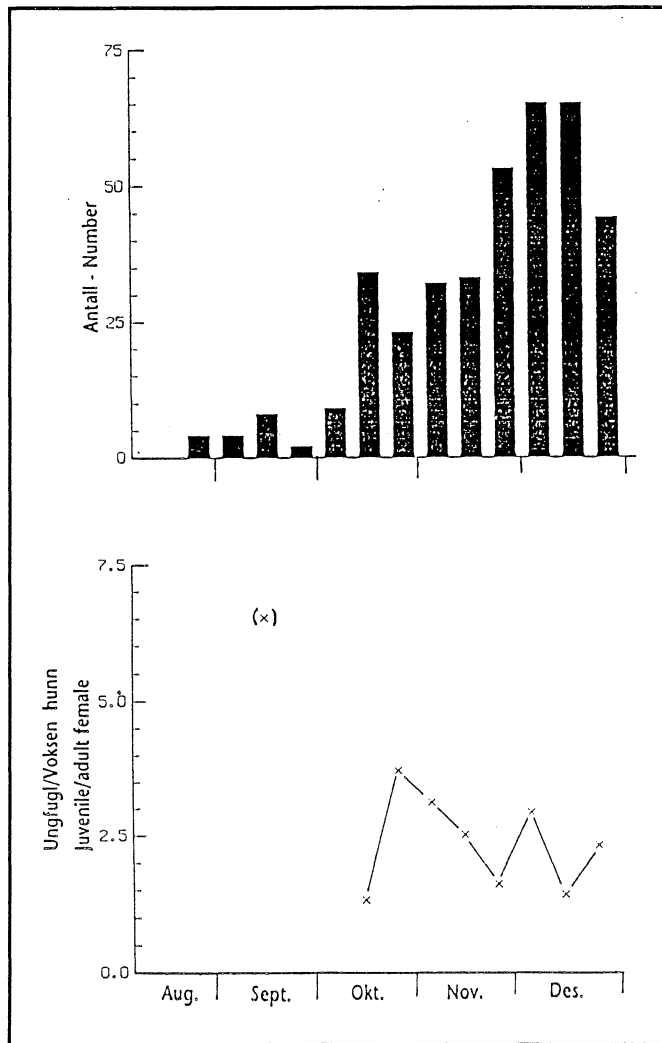 75
50
25
0
Antall - Number
7.5
5.0
2.5
0.0
Ungfugl/Voksen hunn
Juvenile/adult female
(×)
Aug.
Sept.
Okt.
Nov.
Des.